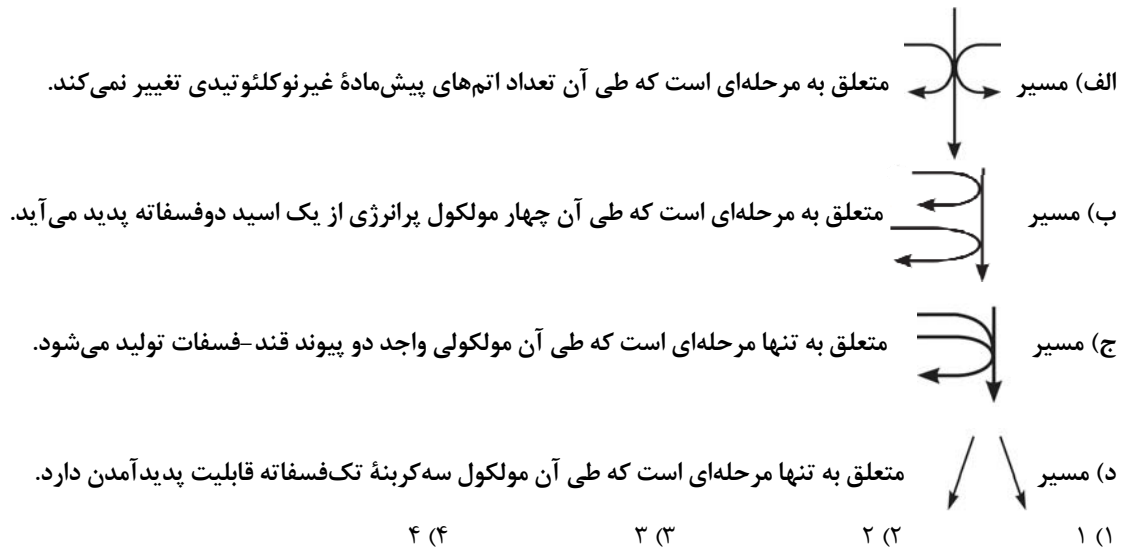 الف) مسیر متعلق به مرحله‌ای است که طی آن تعداد اتم‌های پیش‌مادهٔ غیرنوکلئوتیدی تغییر نمی‌کند.
ب) مسیر متعلق به مرحله‌ای است که طی آن چهار مولکول پرانرژی از یک اسید دوفسفاته پدید می‌آید.
ج) مسیر متعلق به تنها مرحله‌ای است که طی آن مولکولی واجد دو پیوند قند-فسفات تولید می‌شود.
د) مسیر متعلق به تنها مرحله‌ای است که طی آن مولکول سه‌کربنهٔ تک‌فسفاته قابلیت پدیدآمدن دارد.
۱) ۱ ۲) ۲ ۳) ۳ ۴) ۴